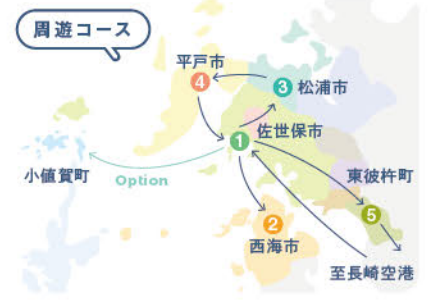 周遊コース
平戸市
4
3 松浦市
佐世保市
1
小値賀町
Option
東彼杵町
5
2
西海市
至長崎空港